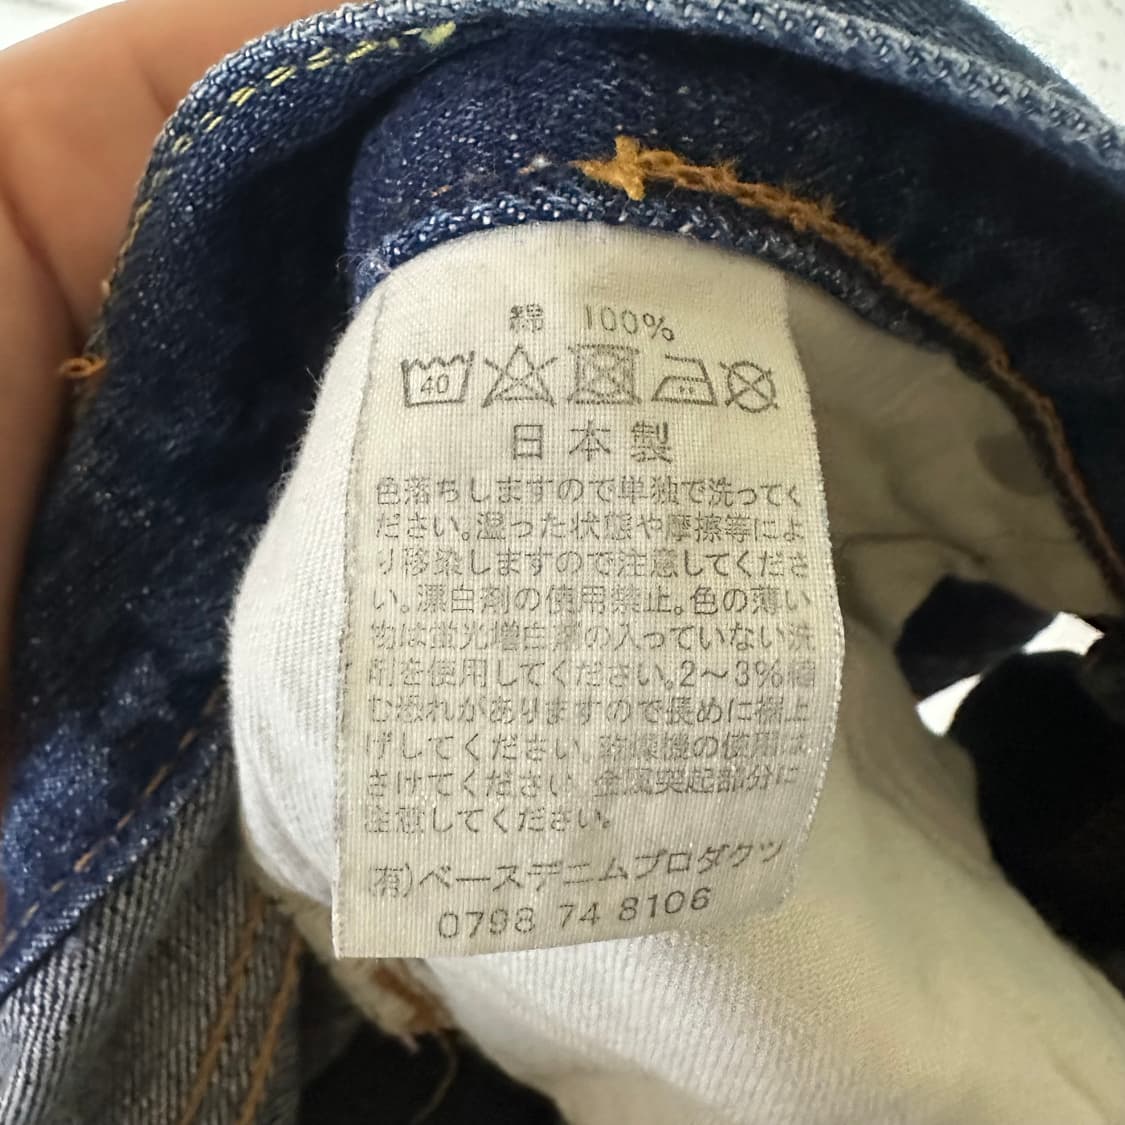 綿 100%
40
日本製
色落ちしますので単独で洗ってく
ださい。湿った状態や摩擦等によ
り移染しますので注意してくださ
い。漂白剤の使用禁止。色の薄い
物は蛍光増白剤の入っていない洗
剤を使用してください。2～3%縮
む恐れがありますので長めに裾上
げしてください。乾燥機の使用は
さけてください。金属突起部分に
注意してください。
(有)ベースデニムプロダクツ
0798 74 8106